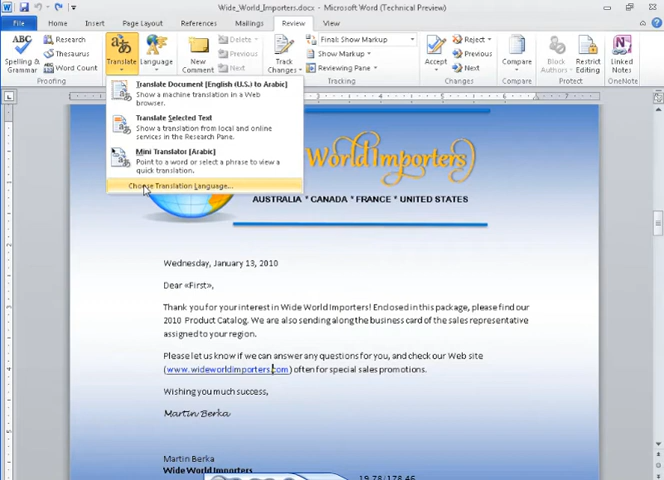 Wide_World_Importers.docx - Microsoft Word (Technical Preview)
File Home Insert Page Layout References Mailings Review View
Research
Thesaurus
Word Count
Spelling & Grammar
Proofing
Translate
Language
New Comment
Delete
Previous
Next
Track Changes
Final: Show Markup
Show Markup
Reviewing Pane
Tracking
Accept
Reject
Previous
Next
Changes
Compare
Compare
Block Authors
Restrict Editing
Protect
Linked Notes
OneNote
Translate Document [English (U.S.) to Arabic]
Show a machine translation in a Web
browser.
Translate Selected Text
Show a translation from local and online
services in the Research Pane.
Mini Translator [Arabic]
Point to a word or select a phrase to view a
quick translation.
Choose Translation Language...
World Importers
AUSTRALIA * CANADA * FRANCE * UNITED STATES
Wednesday, January 13, 2010
Dear «First»,
Thank you for your interest in Wide World Importers! Enclosed in this package, please find our
2010 Product Catalog. We are also sending along the business card of the sales representative
assigned to your region.
Please let us know if we can answer any questions for you, and check our Web site
(www.wideworldimporters.com) often for special sales promotions.
Wishing you much success,
Martin Berka
Martin Berka
Wide World Importers
19.78/178.46